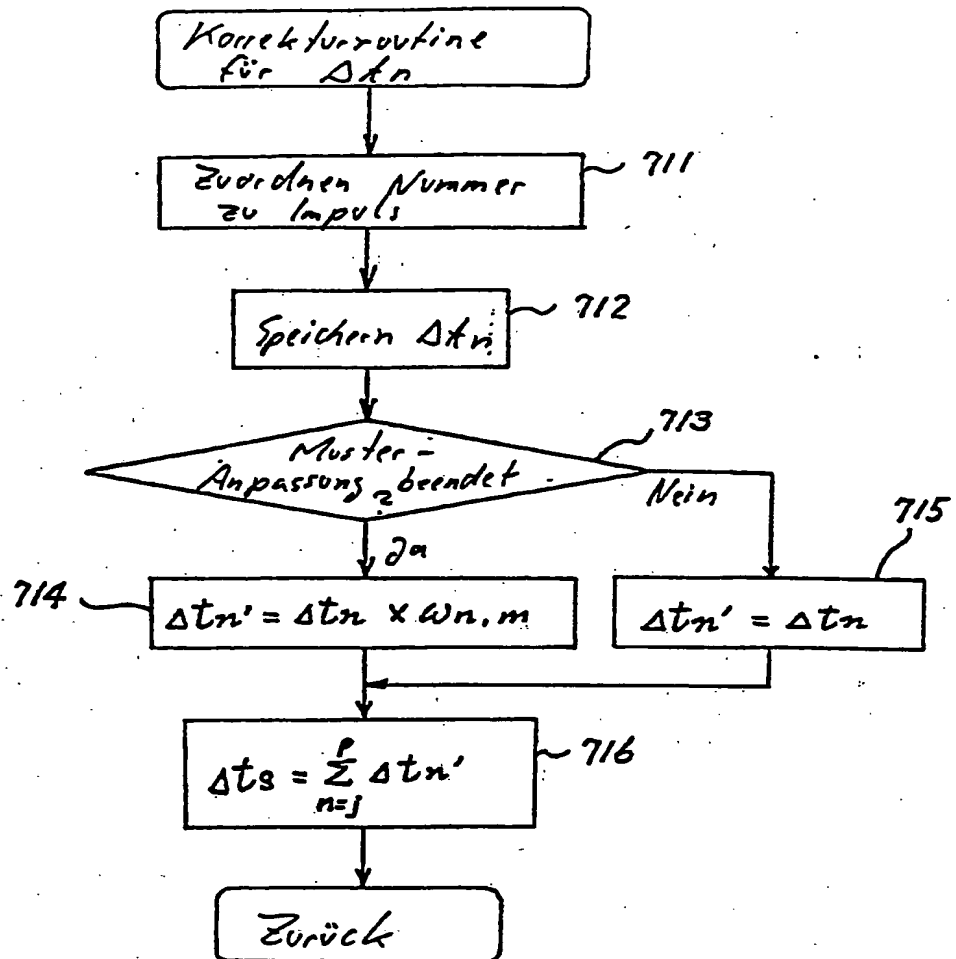 Korrekturroutine
für Δtn
711
Zuordnen Nummer
zu Impuls
712
Speichern Δtn
713
Muster-
Anpassung beendet
?
Nein
Ja
715
714
Δtn' = Δtn × ωn,m
Δtn' = Δtn
716
Δts = Σ Δtn'
p
n=j
Zurück